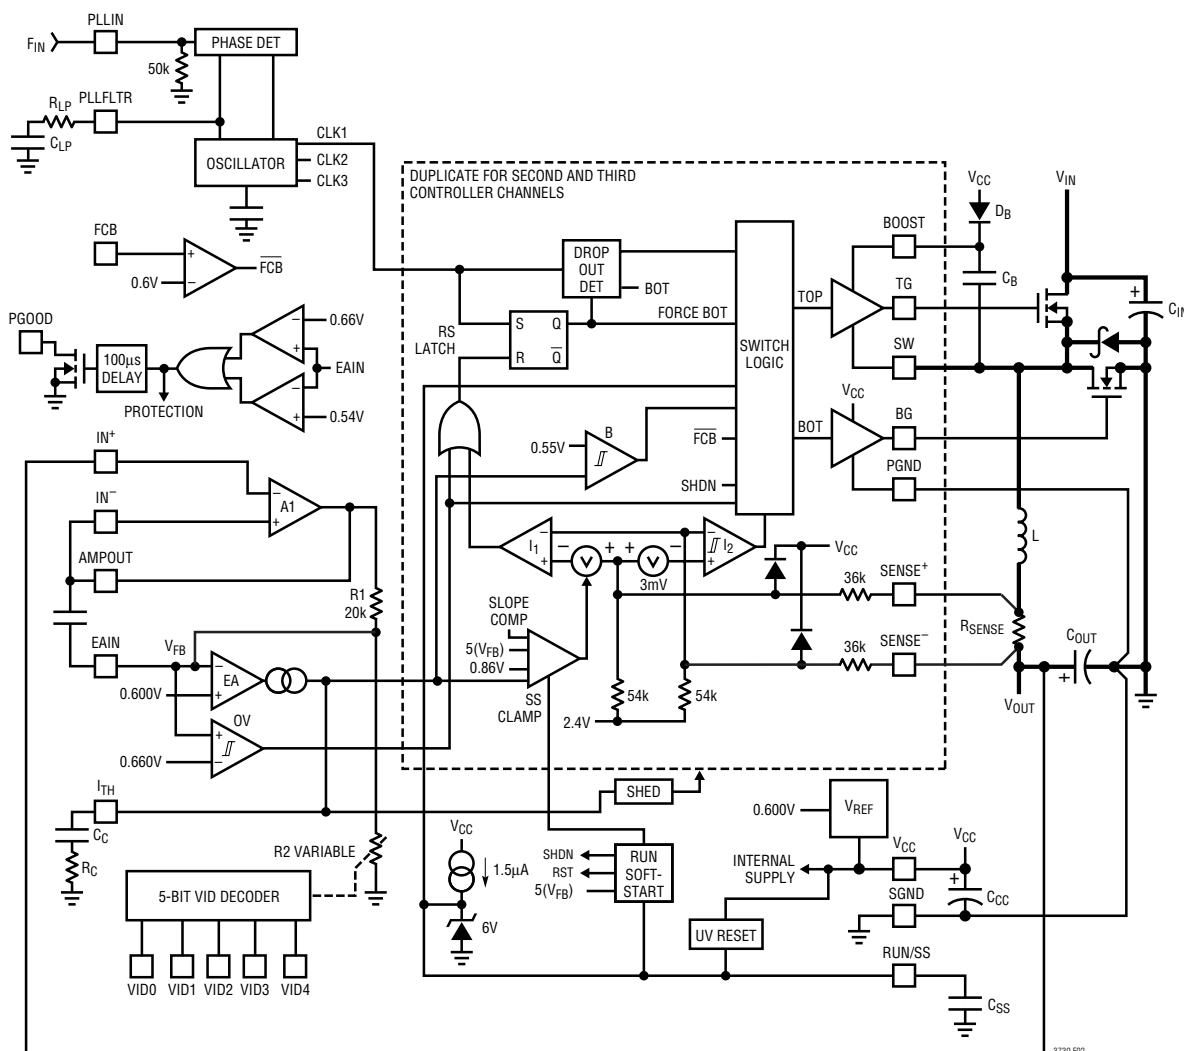 PLLIN
F_IN
PHASE DET
50k
R_LP
PLLFLTR
C_LP
OSCILLATOR
CLK1
CLK2
CLK3
FCB
0.6V
+
−
F̅C̅B̅
PGOOD
100µs
DELAY
PROTECTION
−
+
0.66V
EAIN
−
+
0.54V
IN+
IN−
−
+
A1
AMPOUT
R1
20k
EAIN
V_FB
−
+
EA
0.600V
OV
+
−
0.660V
I_TH
C_C
R_C
R2 VARIABLE
5-BIT VID DECODER
VID0
VID1
VID2
VID3
VID4
DUPLICATE FOR SECOND AND THIRD
CONTROLLER CHANNELS
DROP
OUT
DET
BOT
FORCE BOT
RS
LATCH
S
Q
R
Q̅
SWITCH
LOGIC
B
0.55V
F̅C̅B̅
SHDN
I_1
−
+
−
+
+
−
3mV
−
+
I_2
SLOPE
COMP
5(V_FB)
0.86V
SS
CLAMP
54k
54k
2.4V
V_CC
36k
SENSE+
36k
SENSE−
TOP
BOT
V_CC
BOOST
TG
SW
BG
PGND
V_CC
D_B
C_B
V_IN
+
C_IN
L
R_SENSE
C_OUT
+
V_OUT
SHED
V_CC
1.5µA
6V
SHDN
RST
5(V_FB)
RUN
SOFT-
START
0.600V
V_REF
INTERNAL
SUPPLY
V_CC
V_CC
+
C_CC
SGND
UV RESET
RUN/SS
C_SS
3730 F02